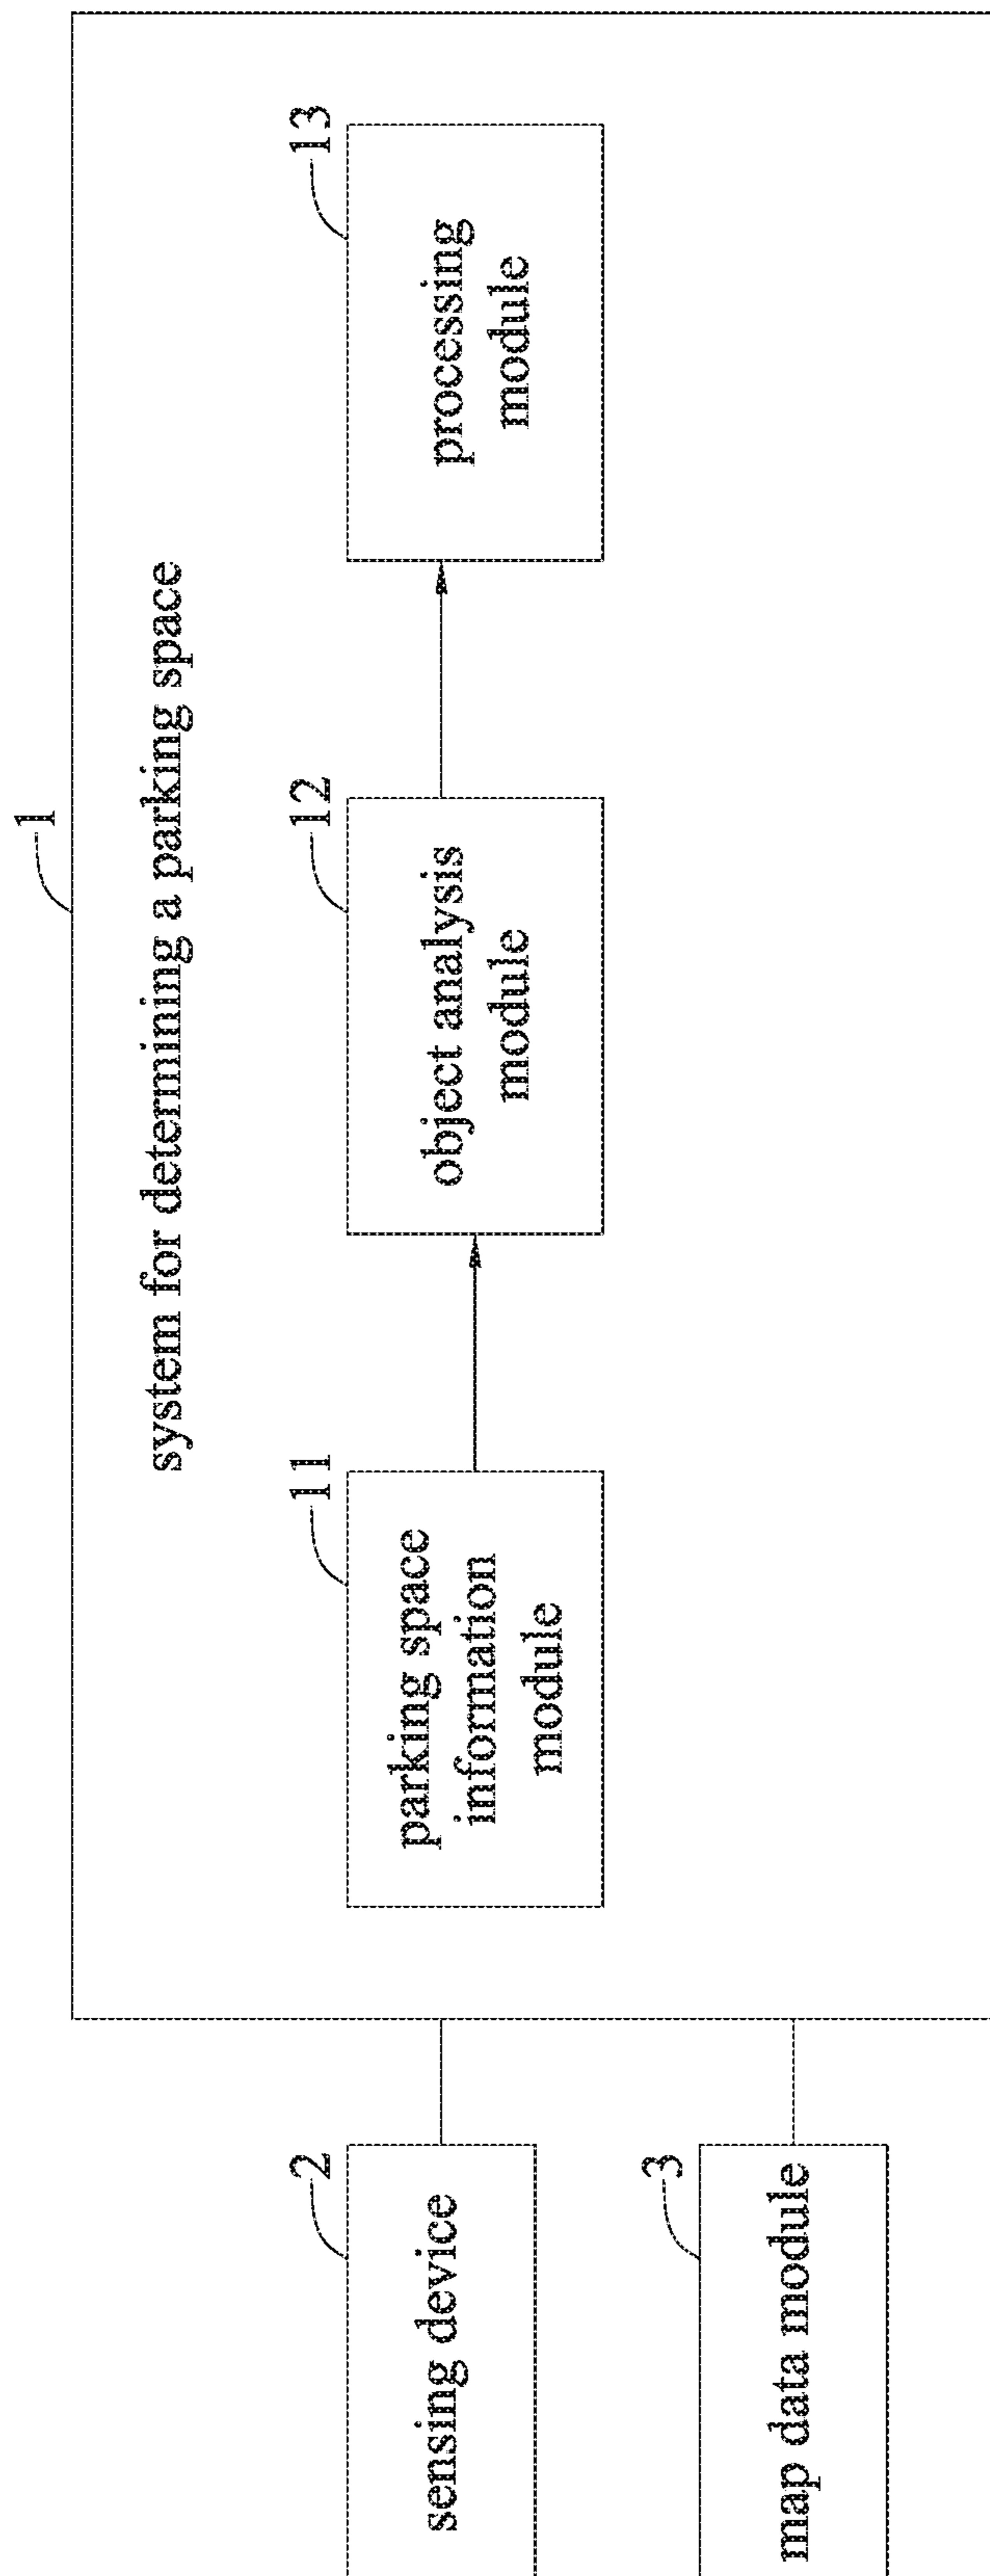 1
system for determining a parking space
2
sensing device
3
map data module
11
parking space
information
module
12
object analysis
module
13
processing
module